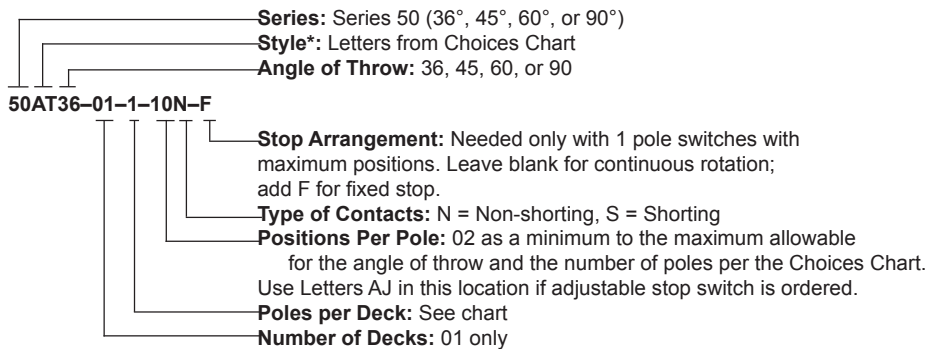 Series: Series 50 (36°, 45°, 60°, or 90°)
Style*: Letters from Choices Chart
Angle of Throw: 36, 45, 60, or 90
50AT36–01–1–10N–F
Stop Arrangement: Needed only with 1 pole switches with
maximum positions. Leave blank for continuous rotation;
add F for fixed stop.
Type of Contacts: N = Non-shorting, S = Shorting
Positions Per Pole: 02 as a minimum to the maximum allowable
for the angle of throw and the number of poles per the Choices Chart.
Use Letters AJ in this location if adjustable stop switch is ordered.
Poles per Deck: See chart
Number of Decks: 01 only